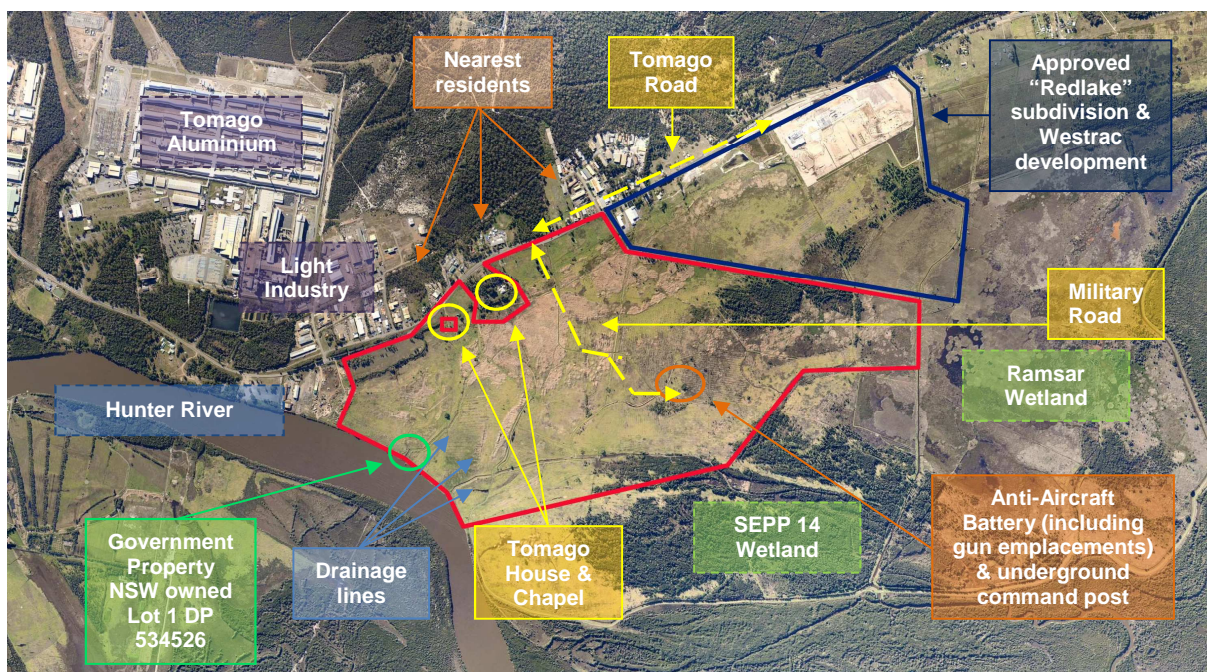 Nearest
residents
Tomago
Road
Approved
“Redlake”
subdivision &
Westrac
development
Tomago
Aluminium
Light
Industry
Military
Road
Hunter River
Ramsar
Wetland
Government
Property
NSW owned
Lot 1 DP
534526
Drainage
lines
Tomago
House &
Chapel
SEPP 14
Wetland
Anti-Aircraft
Battery (including
gun emplacements)
& underground
command post